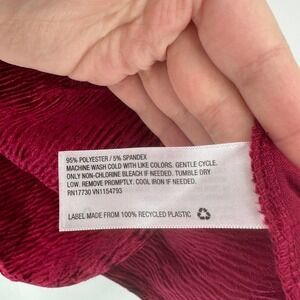 95% POLYESTER / 5% SPANDEX
MACHINE WASH COLD WITH LIKE COLORS. GENTLE CYCLE.
ONLY NON-CHLORINE BLEACH IF NEEDED. TUMBLE DRY
LOW. REMOVE PROMPTLY. COOL IRON IF NEEDED.
RN17730 VN1154793
LABEL MADE FROM 100% RECYCLED PLASTIC